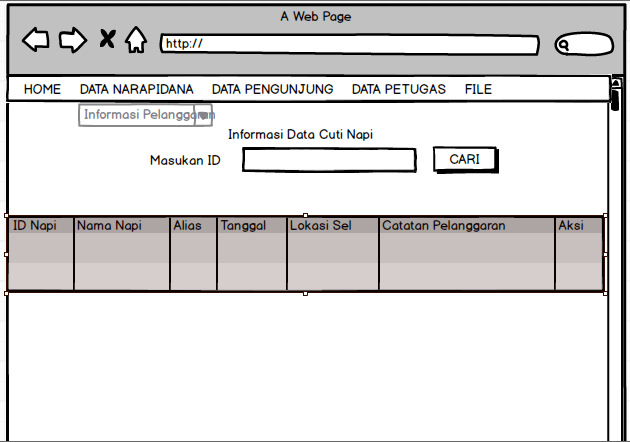 A Web Page
http://
HOME DATA NARAPIDANA DATA PENGUNJUNG DATA PETUGAS FILE
Informasi Pelanggaran
Informasi Data Cuti Napi
Masukan ID CARI
ID Napi Nama Napi Alias Tanggal Lokasi Sel Catatan Pelanggaran Aksi